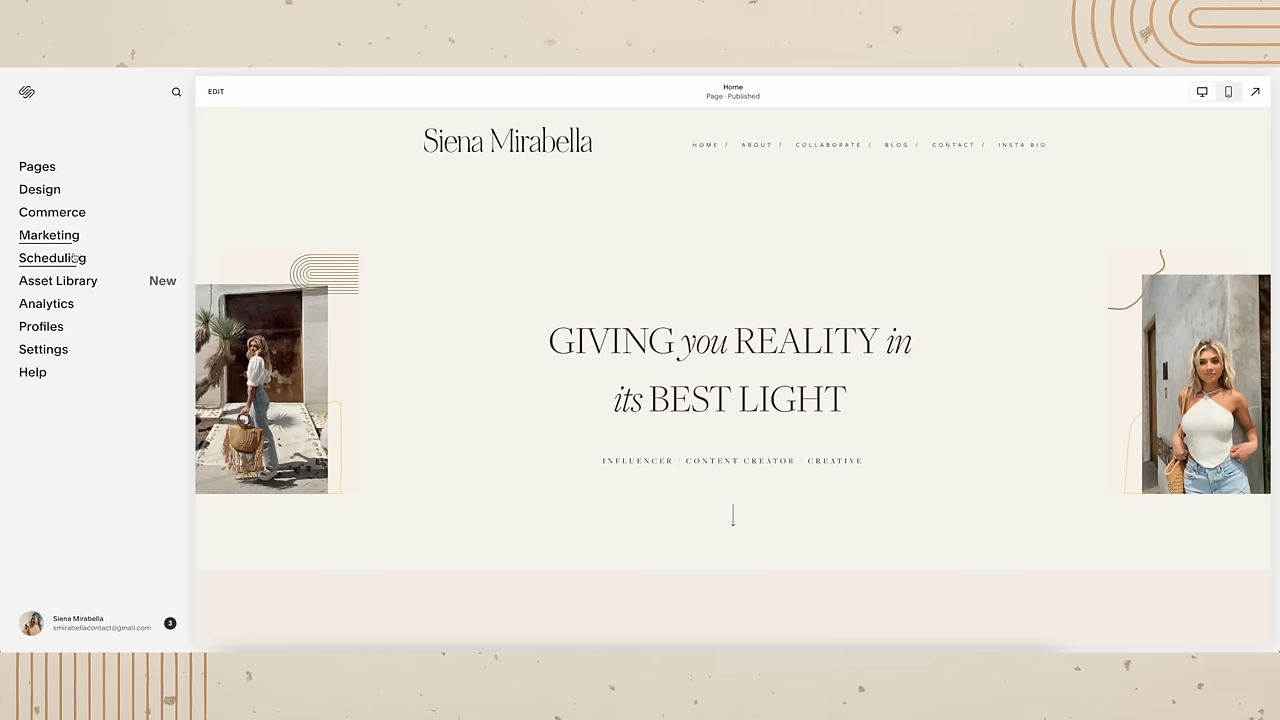 EDIT
Home
Page · Published
Pages
Design
Commerce
Marketing
Scheduling
Asset Library New
Analytics
Profiles
Settings
Help
Siena Mirabella
smirabellacontact@gmail.com
3
Siena Mirabella
HOME / ABOUT / COLLABORATE / BLOG / CONTACT / INSTA BIO
GIVING you REALITY in
its BEST LIGHT
INFLUENCER / CONTENT CREATOR / CREATIVE